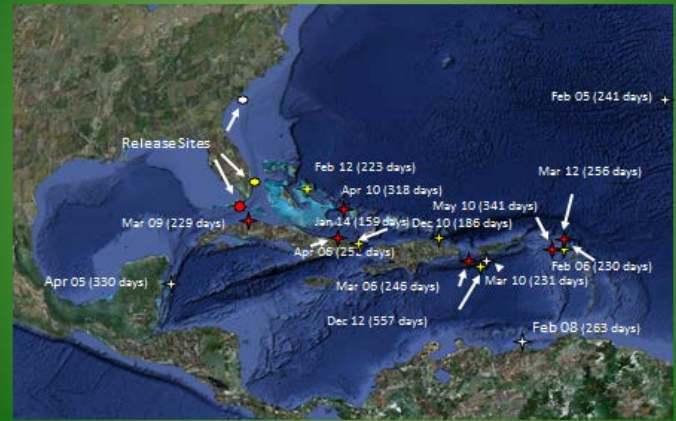 Feb 05 (241 days)
Release Sites
Feb 12 (223 days)
Mar 12 (256 days)
Apr 10 (318 days)
May 10 (341 days)
Mar 09 (229 days)
Jan 14 (159 days)
Dec 10 (186 days)
Apr 06 (252 days)
Feb 06 (230 days)
Apr 05 (330 days)
Mar 06 (246 days)
Mar 10 (231 days)
Dec 12 (557 days)
Feb 08 (263 days)